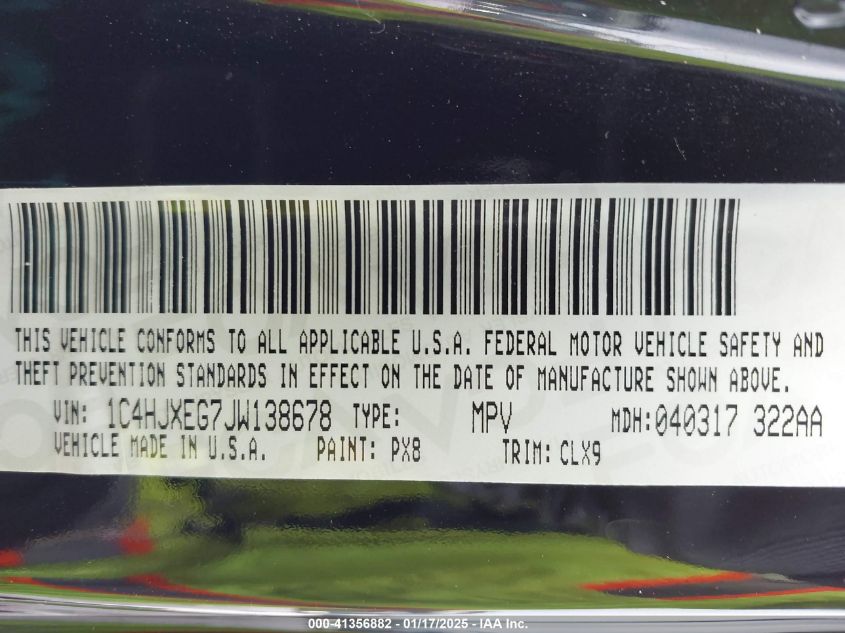 THIS VEHICLE CONFORMS TO ALL APPLICABLE U.S.A. FEDERAL MOTOR VEHICLE SAFETY AND
THEFT PREVENTION STANDARDS IN EFFECT ON THE DATE OF MANUFACTURE SHOWN ABOVE.
VIN: 1C4HJXEG7JW138678 TYPE: MPV MDH:040317 322AA
VEHICLE MADE IN U.S.A. PAINT: PX8 TRIM: CLX9
000-41356882 - 01/17/2025 - IAA Inc.